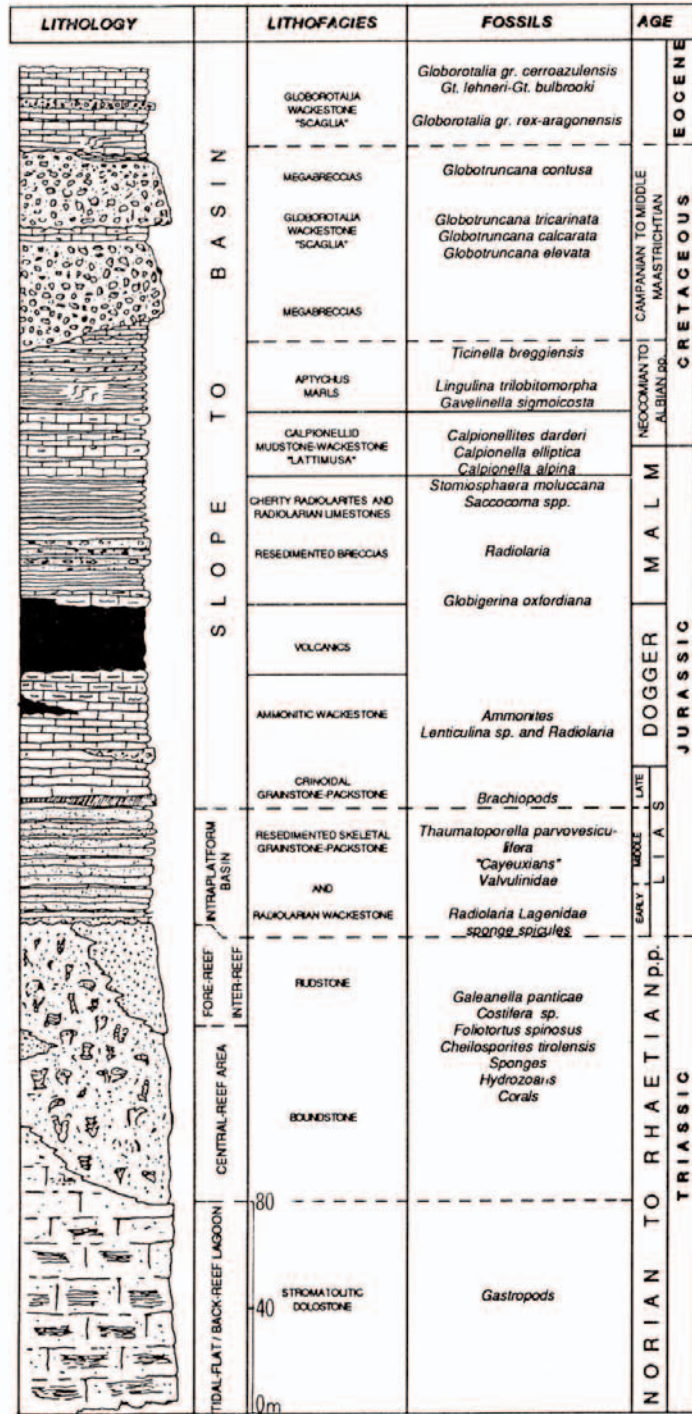 LITHOLOGY
LITHOFACIES
FOSSILS
AGE
SLOPE TO BASIN
INTRAPLATFORM
BASIN
FORE-REEF
INTER-REEF
CENTRAL-REEF AREA
TIDAL-FLAT / BACK-REEF LAGOON
80
40
0m
GLOBOROTALIA
WACKESTONE
"SCAGLIA"
MEGABRECCIAS
GLOBOROTALIA
WACKESTONE
"SCAGLIA"
MEGABRECCIAS
APTYCHUS
MARLS
CALPIONELLID
MUDSTONE-WACKESTONE
"LATTIMUSA"
CHERTY RADIOLARITES AND
RADIOLARIAN LIMESTONES
RESEDIMENTED BRECCIAS
VOLCANICS
AMMONITIC WACKESTONE
CRINOIDAL
GRAINSTONE-PACKSTONE
RESEDIMENTED SKELETAL
GRAINSTONE-PACKSTONE
AND
RADIOLARIAN WACKESTONE
RUDSTONE
BOUNDSTONE
STROMATOLITIC
DOLOSTONE
Globorotalia gr. cerroazulensis
Gt. lehneri-Gt. bulbrooki
Globorotalia gr. rex-aragonensis
Globotruncana contusa
Globotruncana tricarinata
Globotruncana calcarata
Globotruncana elevata
Ticinella breggiensis
Lingulina trilobitomorpha
Gavelinella sigmoicosta
Calpionellites darderi
Calpionella elliptica
Calpionella alpina
Stomiosphaera moluccana
Saccocoma spp.
Radiolaria
Globigerina oxfordiana
Ammonites
Lenticulina sp. and Radiolaria
Brachiopods
Thaumatoporella parvovesicu-
lifera
"Cayeuxians"
Valvulinidae
Radiolaria Lagenidae
sponge spicules
Galeanella panticae
Costifera sp.
Foliotortus spinosus
Cheilosporites tirolensis
Sponges
Hydrozoans
Corals
Gastropods
CAMPANIAN TO MIDDLE
MAASTRICHTIAN
NEOCOMIAN TO
ALBIAN pp.
MALM
DOGGER
LATE
MIDDLE
EARLY
LIAS
NORIAN TO RHAETIAN p.p.
EOCENE
CRETACEOUS
JURASSIC
TRIASSIC